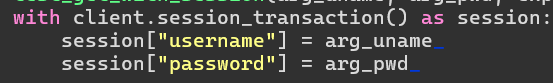 with client.session_transaction() as session:
session["username"] = arg_uname
session["password"] = arg_pwd